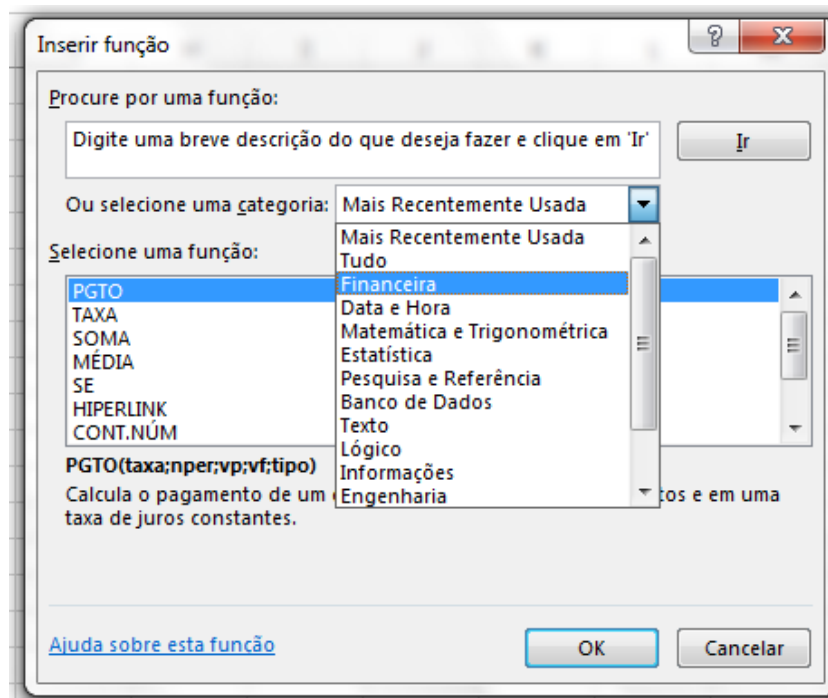 Inserir função
Procure por uma função:
Digite uma breve descrição do que deseja fazer e clique em 'Ir'
Ir
Ou selecione uma categoria: Mais Recentemente Usada
Mais Recentemente Usada
Tudo
Financeira
Data e Hora
Matemática e Trigonométrica
Estatística
Pesquisa e Referência
Banco de Dados
Texto
Lógico
Informações
Engenharia
Selecione uma função:
PGTO
TAXA
SOMA
MÉDIA
SE
HIPERLINK
CONT.NÚM
PGTO(taxa;nper;vp;vf;tipo)
Calcula o pagamento de um tos e em uma
taxa de juros constantes.
Ajuda sobre esta função
OK
Cancelar